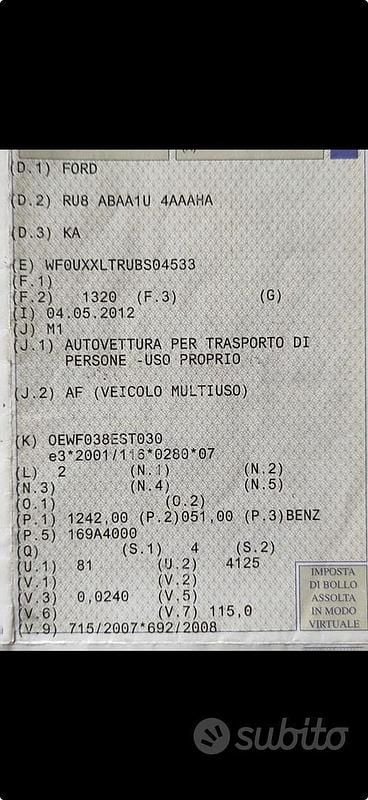 (D.1) FORD
(D.2) RU8 ABAA1U 4AAAHA
(D.3) KA
(E) WF0UXXLTRUBS04533
(F.1)
(F.2) 1320 (F.3) (G)
(I) 04.05.2012
(J) M1
(J.1) AUTOVETTURA PER TRASPORTO DI
PERSONE -USO PROPRIO
(J.2) AF (VEICOLO MULTIUSO)
(K) OEWF038EST030
e3*2001/116*0280*07
(L) 2 (N.1) (N.2)
(N.3) (N.4) (N.5)
(O.1) (O.2)
(P.1) 1242,00 (P.2)051,00 (P.3)BENZ
(P.5) 169A4000
(Q) (S.1) 4 (S.2)
(U.1) 81 (U.2) 4125
(V.1) (V.2)
(V.3) 0,0240 (V.5)
(V.6) (V.7) 115,0
(V.9) 715/2007*692/2008
IMPOSTA
DI BOLLO
ASSOLTA
IN MODO
VIRTUALE
subito